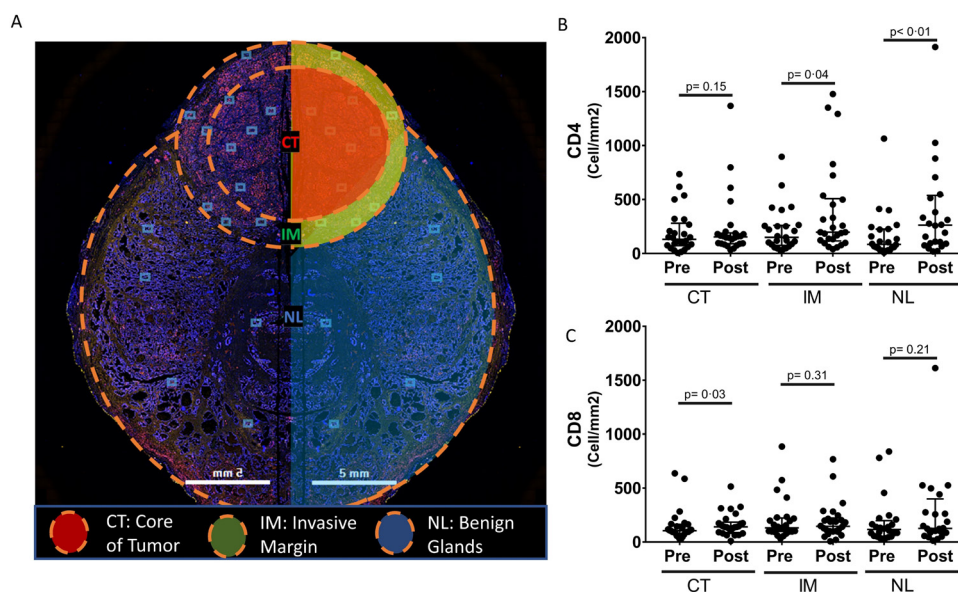 A
CT
IM
NL
5 mm
5 mm
CT: Core
of Tumor
IM: Invasive
Margin
NL: Benign
Glands
B
CD4
(Cell/mm2)
2000
1500
1000
500
0
p= 0.15
p= 0·04
p< 0·01
Pre Post Pre Post Pre Post
CT IM NL
C
CD8
(Cell/mm2)
2000
1500
1000
500
0
p= 0·03
p= 0.31
p= 0.21
Pre Post Pre Post Pre Post
CT IM NL